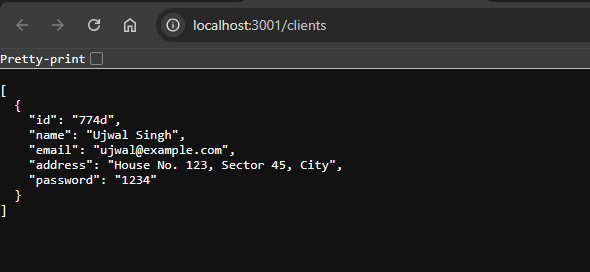 localhost:3001/clients
Pretty-print
[
  {
    "id": "774d",
    "name": "Ujwal Singh",
    "email": "ujwal@example.com",
    "address": "House No. 123, Sector 45, City",
    "password": "1234"
  }
]